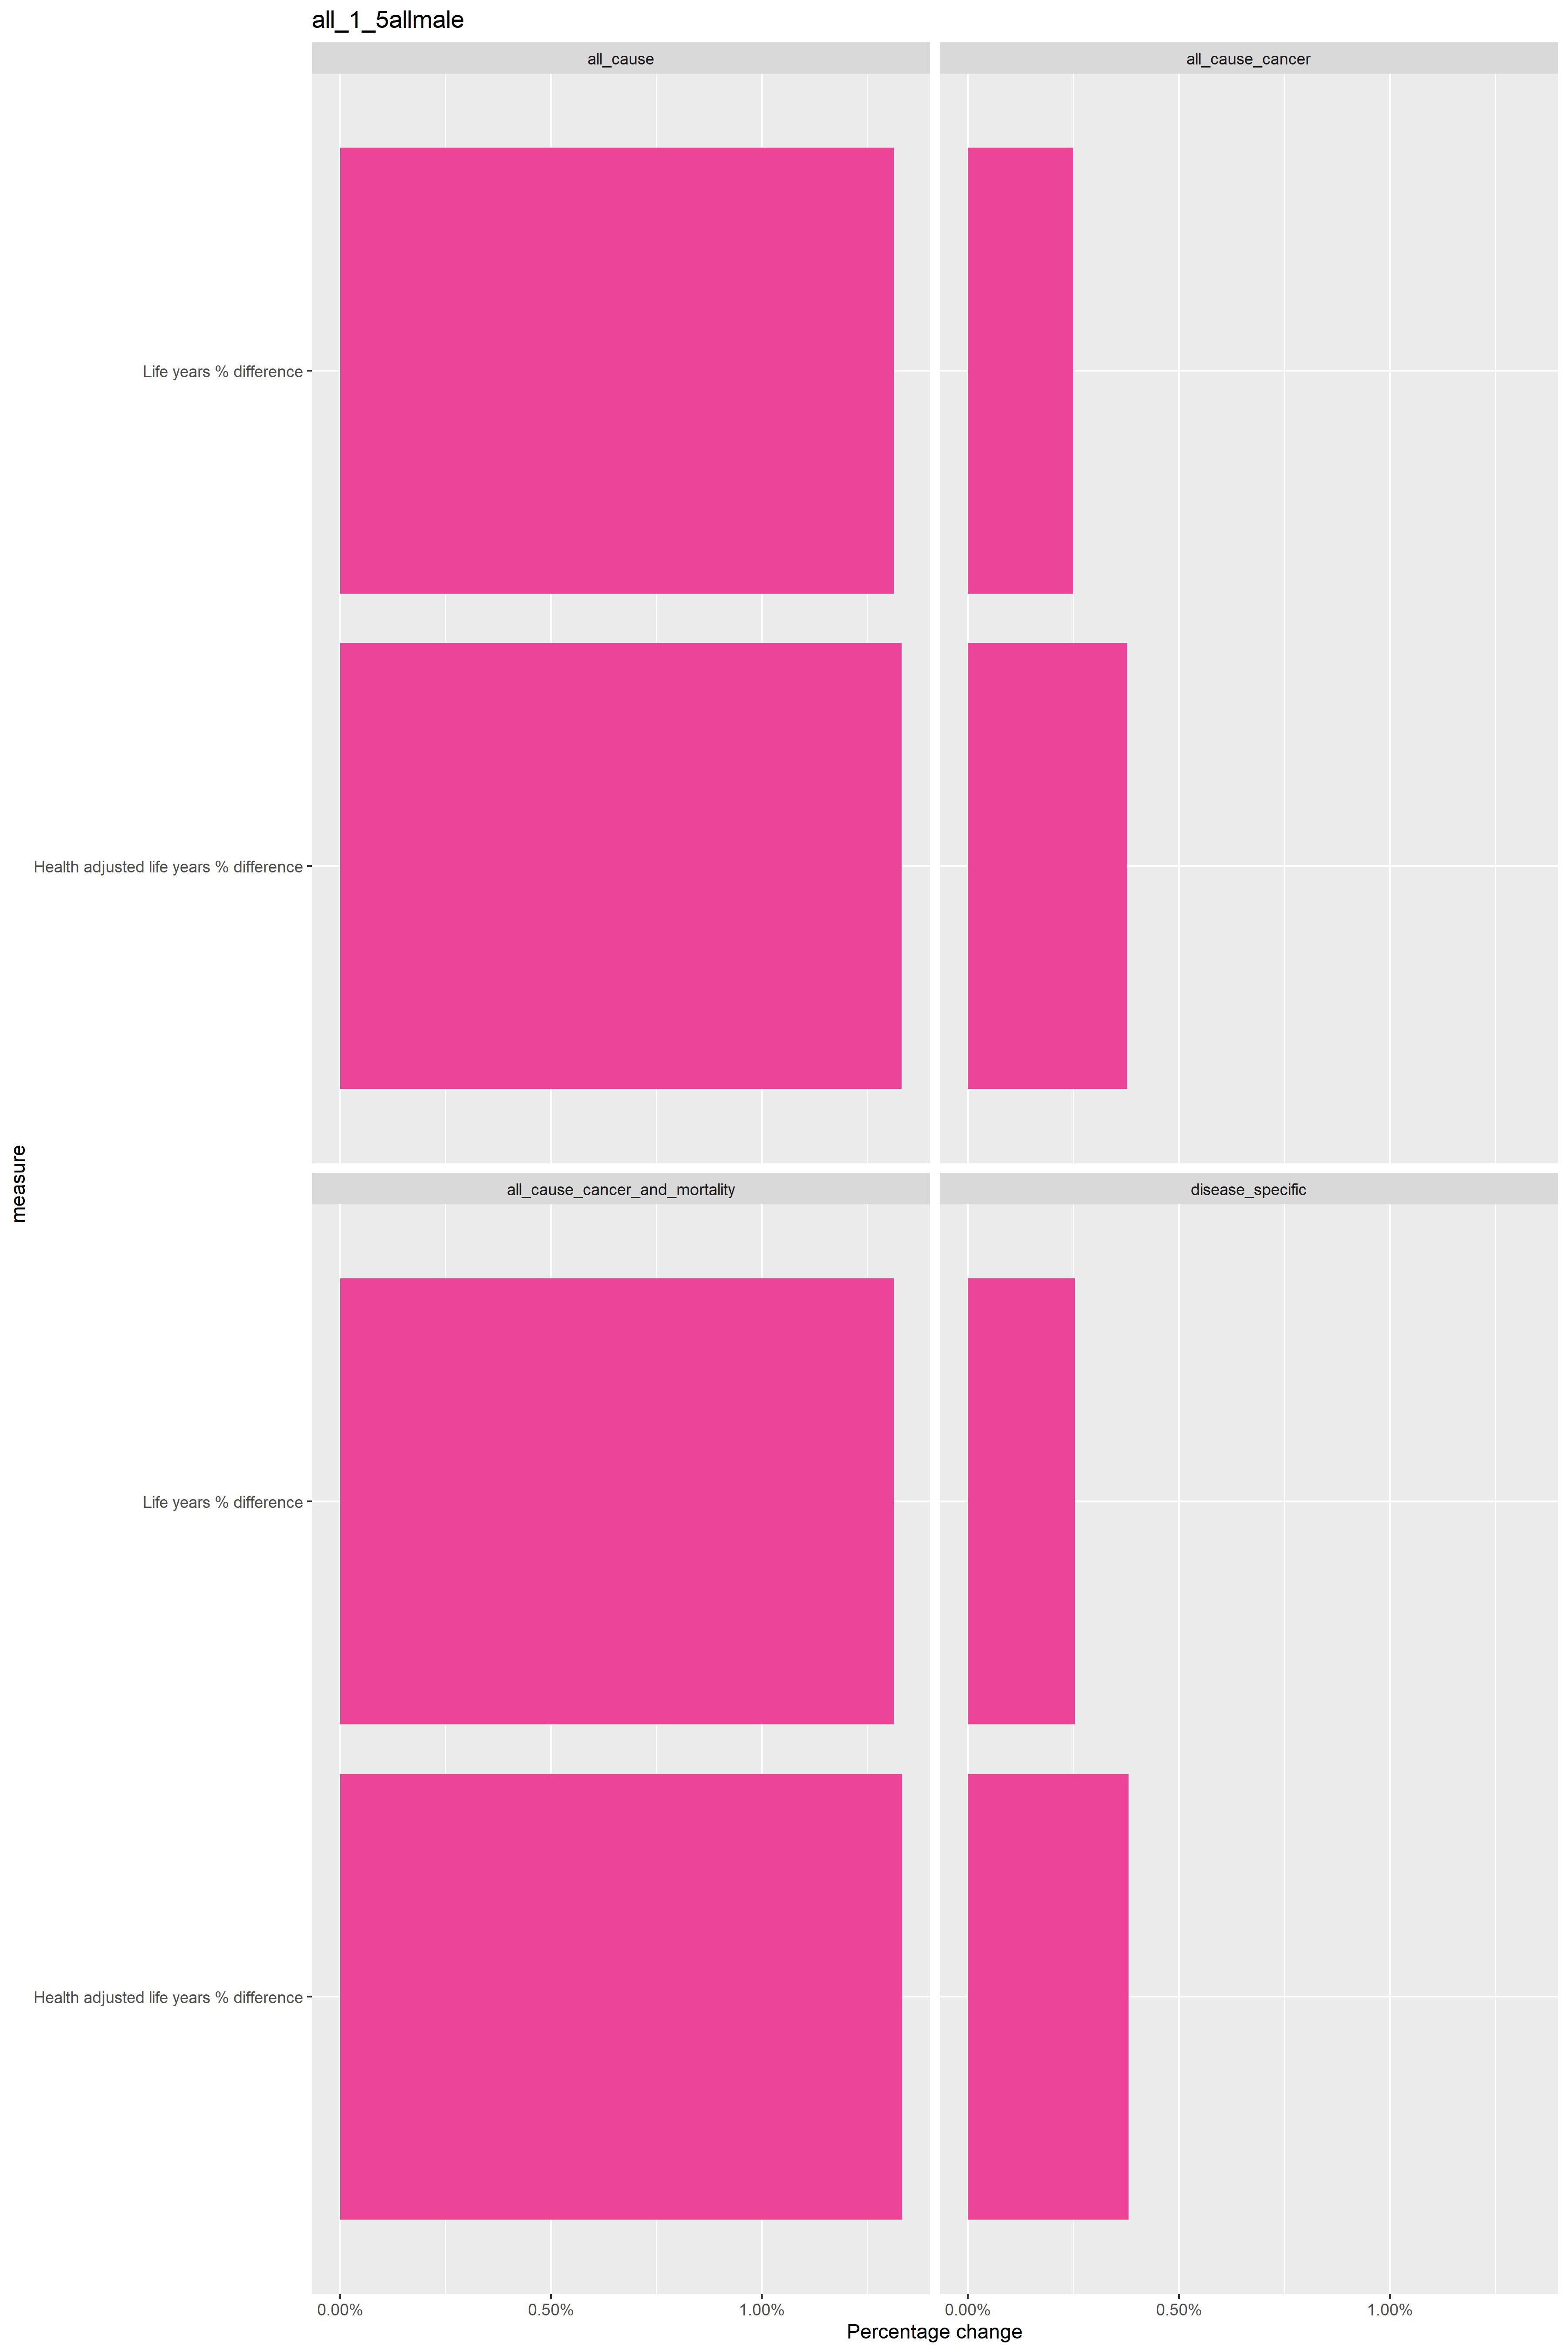 all_1_5allmale
all_cause
all_cause_cancer
Life years % difference
Health adjusted life years % difference
measure
all_cause_cancer_and_mortality
disease_specific
Life years % difference
Health adjusted life years % difference
0.00% 0.50% 1.00%
0.00% 0.50% 1.00%
Percentage change